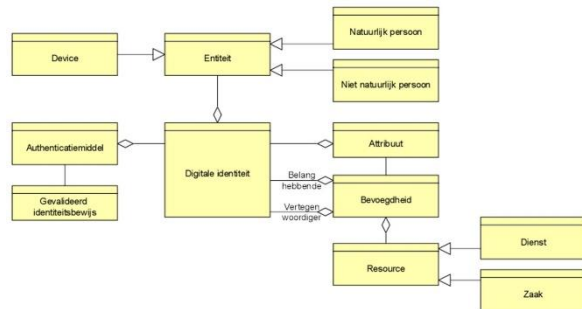 Natuurlijk persoon
Device
Entiteit
Niet natuurlijk persoon
Authenticatiemiddel
Digitale identiteit
Attribuut
Belang
hebbende
Bevoegdheid
Gevalideerd
identiteitsbewijs
Vertegen
woordiger
Dienst
Resource
Zaak